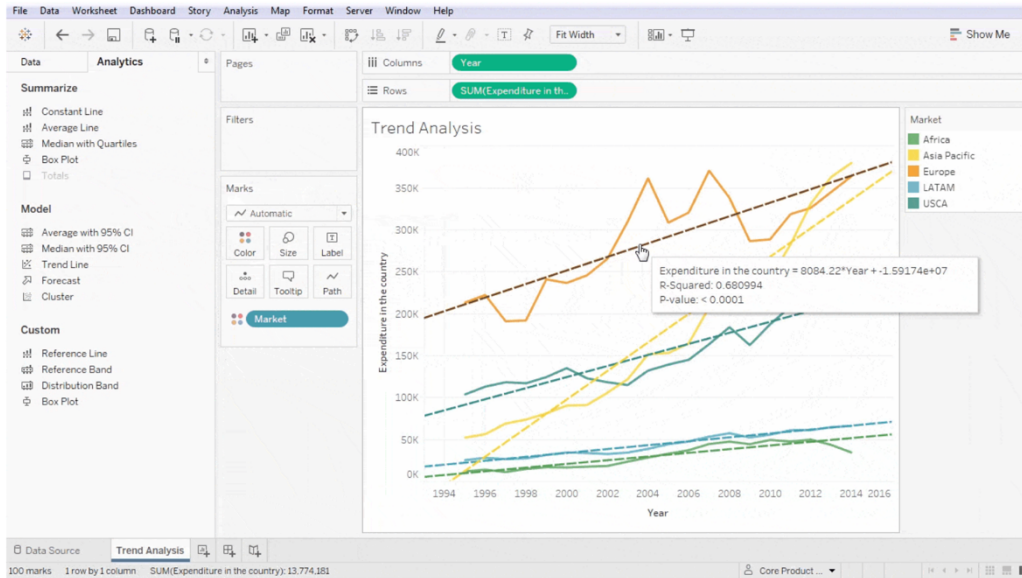 File Data Worksheet Dashboard Story Analysis Map Format Server Window Help
Fit Width
Show Me
Data Analytics
Summarize
Constant Line
Average Line
Median with Quartiles
Box Plot
Totals
Model
Average with 95% CI
Median with 95% CI
Trend Line
Forecast
Cluster
Custom
Reference Line
Reference Band
Distribution Band
Box Plot
Pages
Filters
Marks
Automatic
Color Size Label
Detail Tooltip Path
Market
Columns Year
Rows SUM(Expenditure in th..
Trend Analysis
400K
350K
300K
250K
200K
150K
100K
50K
0K
Expenditure in the country
1994 1996 1998 2000 2002 2004 2006 2008 2010 2012 2014 2016
Year
Expenditure in the country = 8084.22*Year + -1.59174e+07
R-Squared: 0.680994
P-value: < 0.0001
Market
Africa
Asia Pacific
Europe
LATAM
USCA
Data Source Trend Analysis
100 marks 1 row by 1 column SUM(Expenditure in the country): 13,774,181
Core Product ...